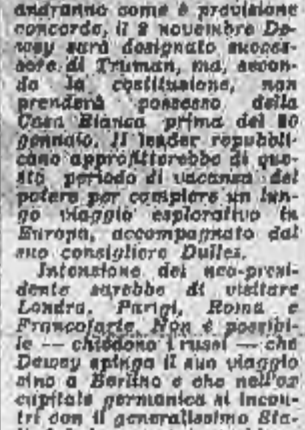 andranno come è previsione
concorde, il 2 novembre De-
wey sarà designato succes-
sore di Truman, ma, secon-
do la costituzione, non
prenderà possesso della
Casa Bianca prima del 20
gennaio. Il leader repubbli-
cano approfitterebbe di que-
sto periodo di vacanza del
potere per compiere un lun-
go viaggio esplorativo in
Europa, accompagnato dal
suo consigliere Dulles.
Intenzione del neo-presi-
dente sarebbe di visitare
Londra, Parigi, Roma e
Francoforte. Non è possibi-
le — chiedono i russi — che
Dewey spinga il suo viaggio
sino a Berlino e che nell'ex
capitale germanica si incon-
tri con il generalissimo Sta-